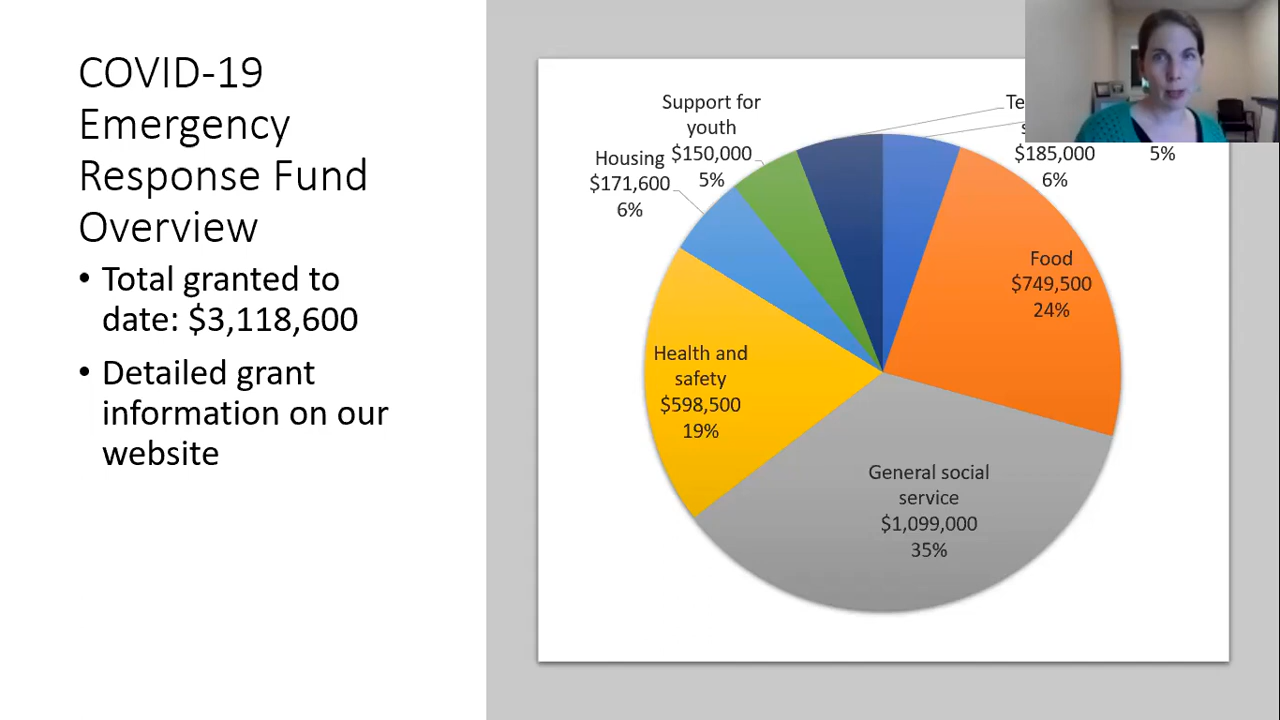 COVID-19
Emergency
Response Fund
Overview
• Total granted to
date: $3,118,600
• Detailed grant
information on our
website
Support for
youth
$150,000
5%
Housing
$171,600
6%
$185,000
6%
5%
Food
$749,500
24%
Health and
safety
$598,500
19%
General social
service
$1,099,000
35%